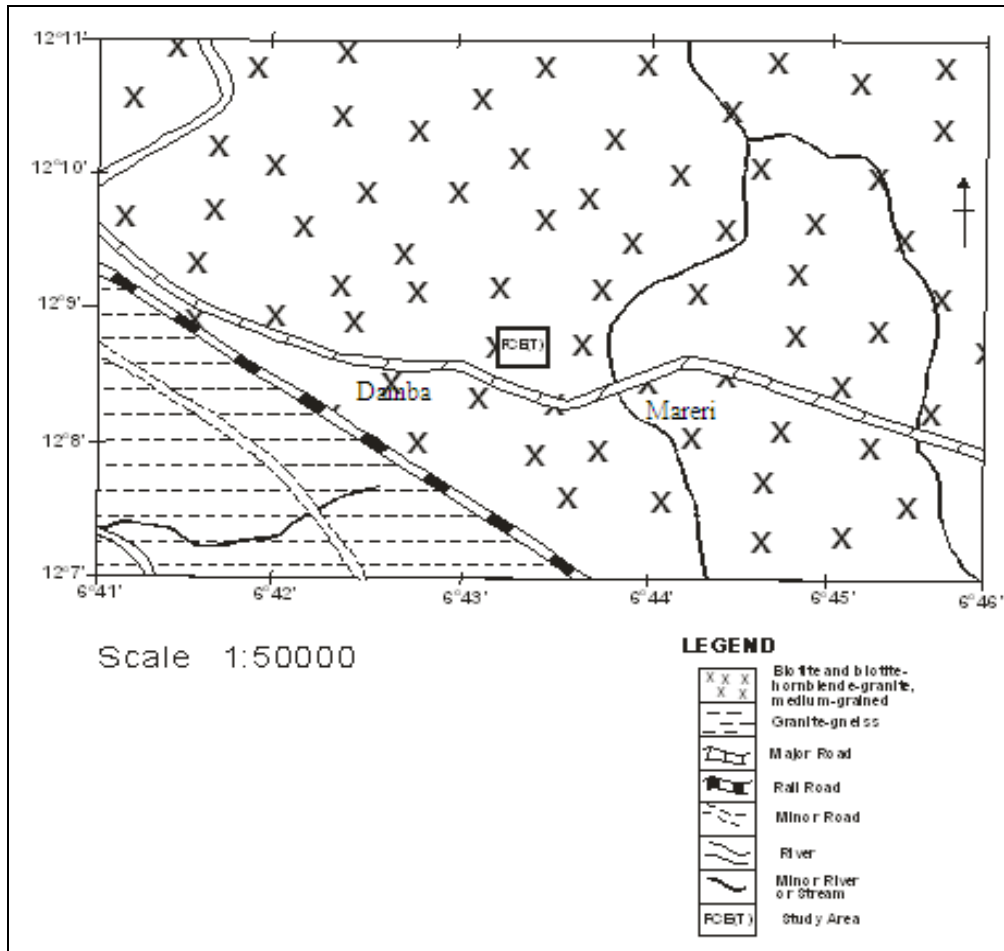 12°11'
12°10'
12°9'
12°8'
12°7'
FCE(T)
Damba
Mareri
6°41' 6°42' 6°43' 6°44' 6°45' 6°46'
Scale 1:50000
LEGEND
Biotite and biotite-
hornblende-granite,
medium-grained
Granite-gneiss
Major Road
Rail Road
Minor Road
River
Minor River
or Stream
FCE(T) Study Area